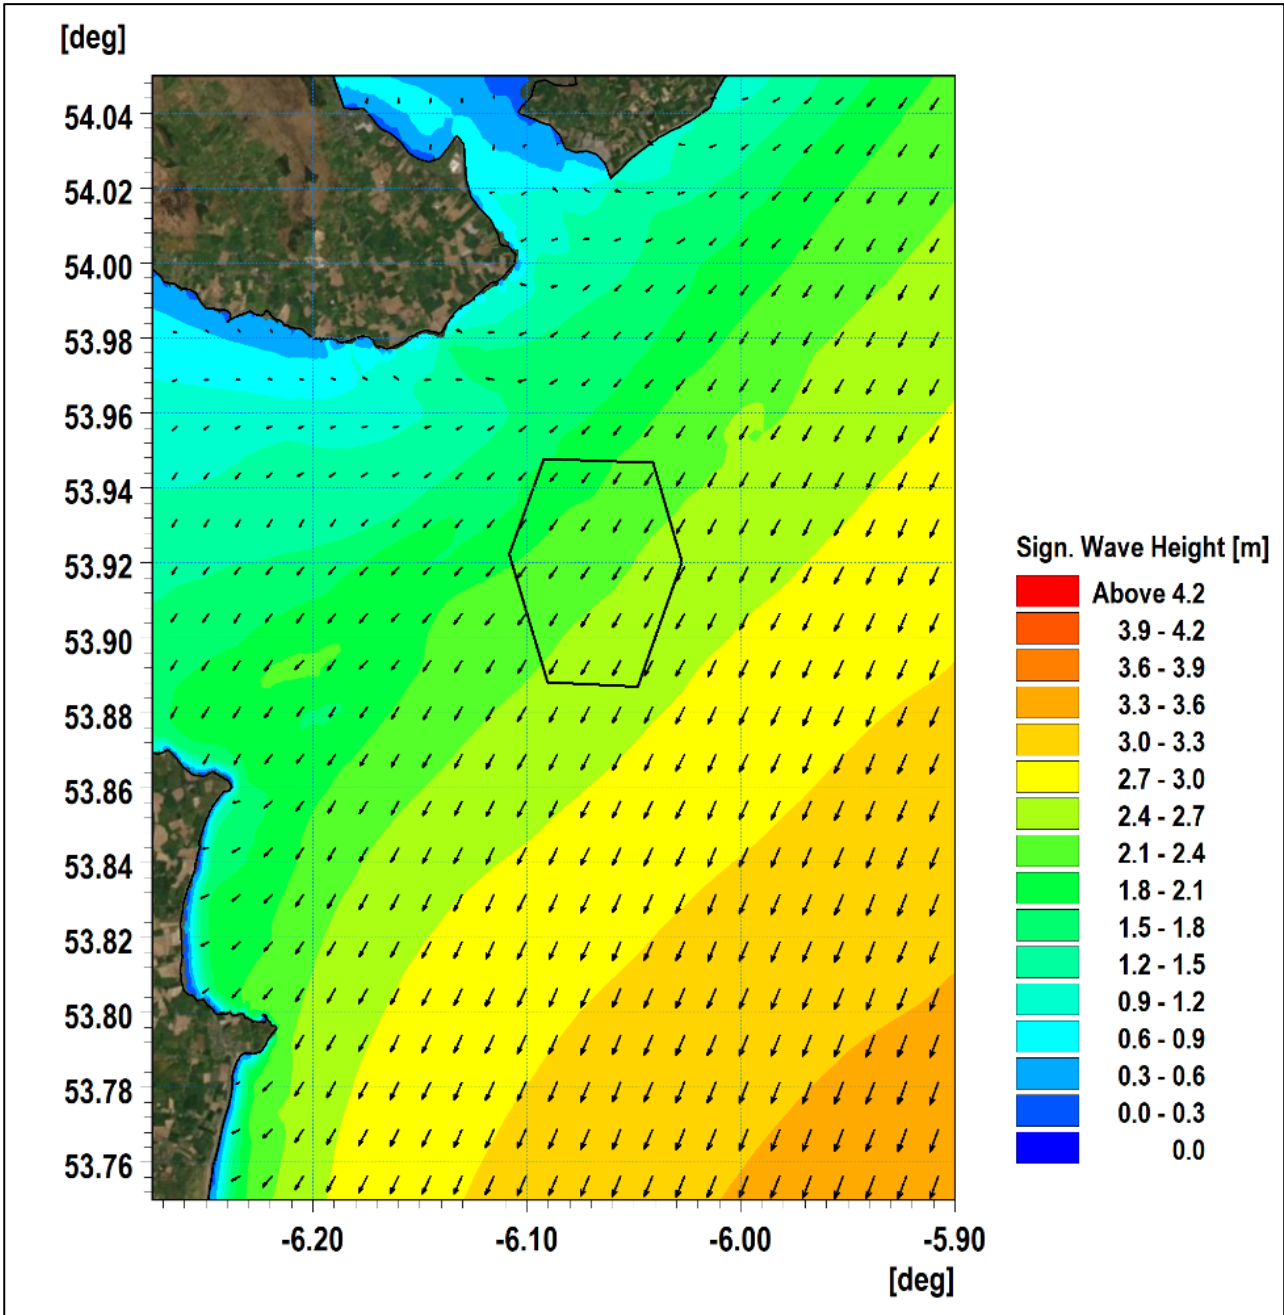 [deg]
54.04
54.02
54.00
53.98
53.96
53.94
53.92
53.90
53.88
53.86
53.84
53.82
53.80
53.78
53.76
-6.20 -6.10 -6.00 -5.90
[deg]
Sign. Wave Height [m]
Above 4.2
3.9 - 4.2
3.6 - 3.9
3.3 - 3.6
3.0 - 3.3
2.7 - 3.0
2.4 - 2.7
2.1 - 2.4
1.8 - 2.1
1.5 - 1.8
1.2 - 1.5
0.9 - 1.2
0.6 - 0.9
0.3 - 0.6
0.0 - 0.3
0.0